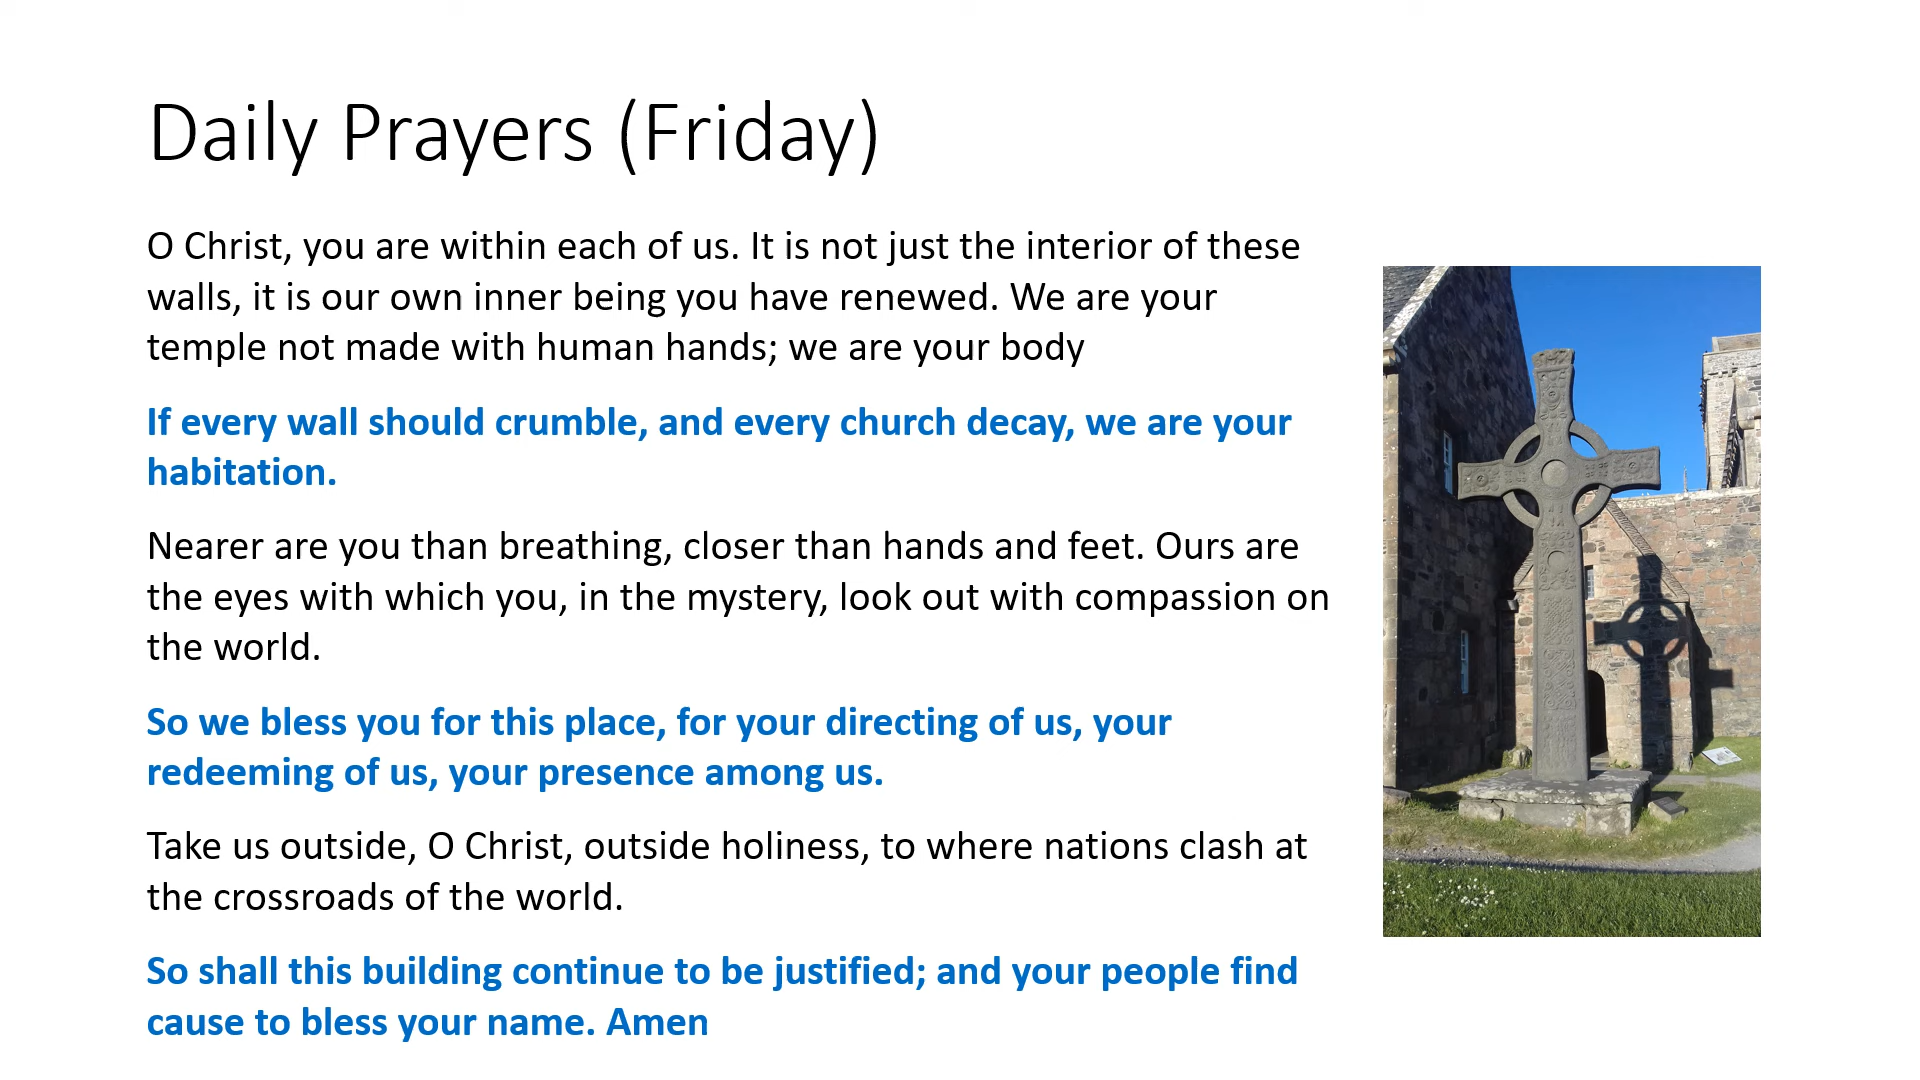 Daily Prayers (Friday)
O Christ, you are within each of us. It is not just the interior of these
walls, it is our own inner being you have renewed. We are your
temple not made with human hands; we are your body
If every wall should crumble, and every church decay, we are your
habitation.
Nearer are you than breathing, closer than hands and feet. Ours are
the eyes with which you, in the mystery, look out with compassion on
the world.
So we bless you for this place, for your directing of us, your
redeeming of us, your presence among us.
Take us outside, O Christ, outside holiness, to where nations clash at
the crossroads of the world.
So shall this building continue to be justified; and your people find
cause to bless your name. Amen